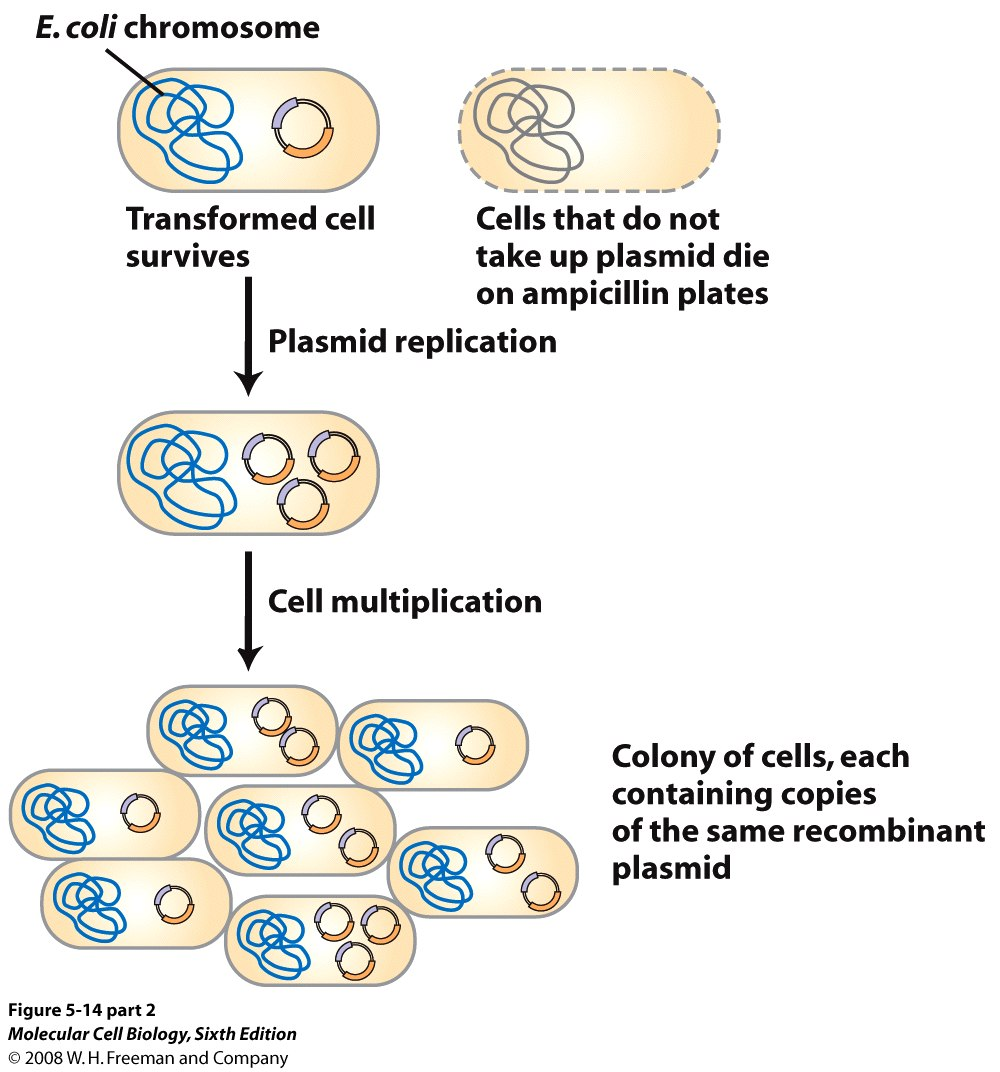 E. coli chromosome
Transformed cell
survives
Cells that do not
take up plasmid die
on ampicillin plates
Plasmid replication
Cell multiplication
Colony of cells, each
containing copies
of the same recombinant
plasmid
Figure 5-14 part 2
Molecular Cell Biology, Sixth Edition
© 2008 W. H. Freeman and Company